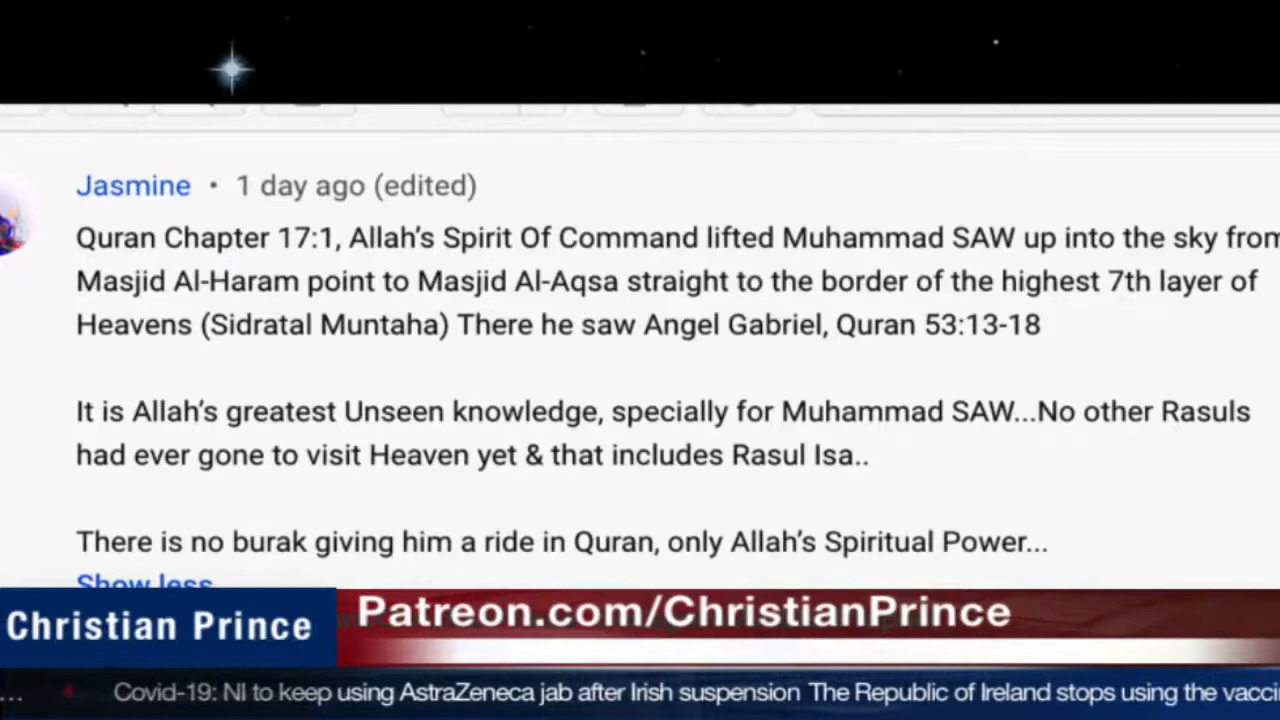 Jasmine • 1 day ago (edited)
Quran Chapter 17:1, Allah’s Spirit Of Command lifted Muhammad SAW up into the sky from
Masjid Al-Haram point to Masjid Al-Aqsa straight to the border of the highest 7th layer of
Heavens (Sidratal Muntaha) There he saw Angel Gabriel, Quran 53:13-18
It is Allah’s greatest Unseen knowledge, specially for Muhammad SAW...No other Rasuls
had ever gone to visit Heaven yet & that includes Rasul Isa..
There is no burak giving him a ride in Quran, only Allah’s Spiritual Power...
Show less
Christian Prince
Patreon.com/ChristianPrince
... Covid-19: NI to keep using AstraZeneca jab after Irish suspension The Republic of Ireland stops using the